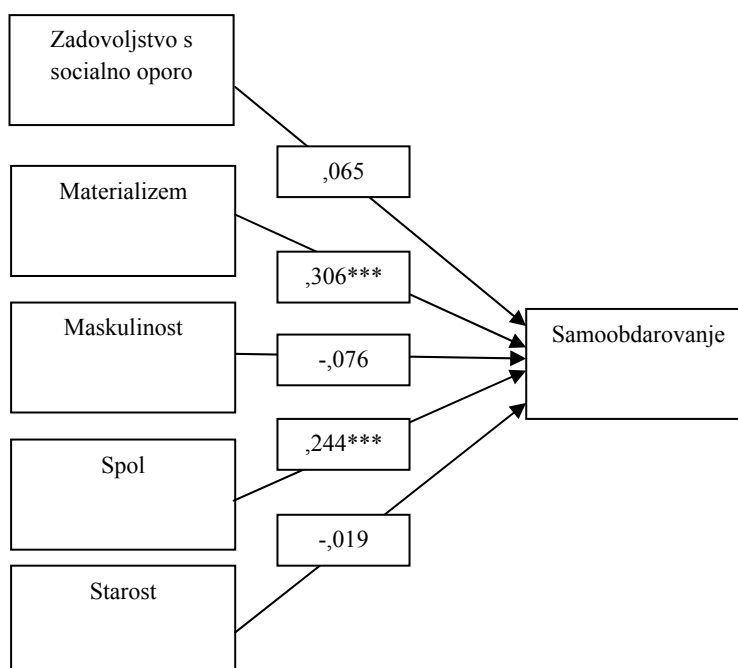 Zadovoljstvo s
socialno oporo
,065
Materializem
,306***
Maskulinost
-,076
Samoobdarovanje
Spol
,244***
-,019
Starost